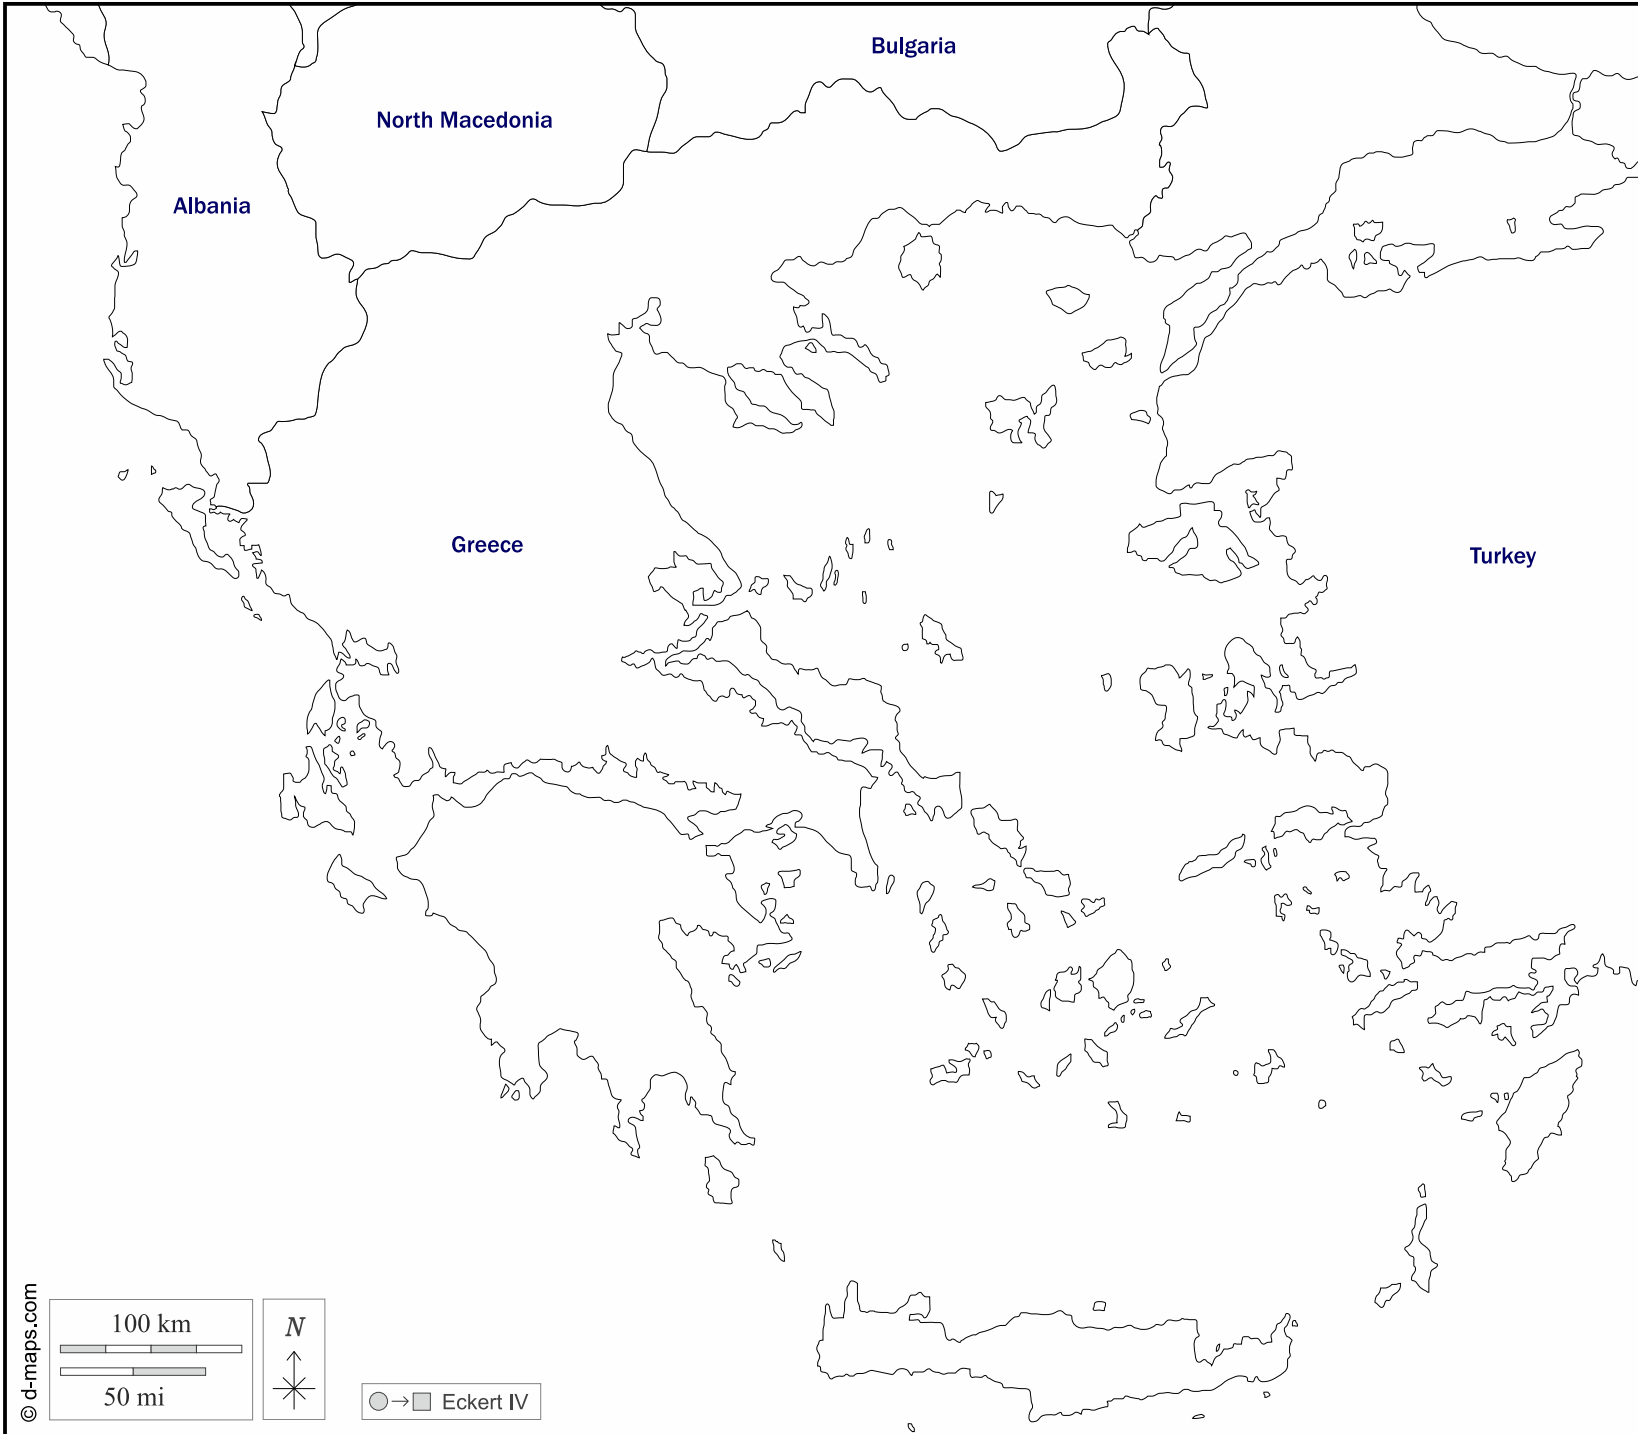 Bulgaria
North Macedonia
Albania
Greece
Turkey
© d-maps.com
100 km
50 mi
N
Eckert IV